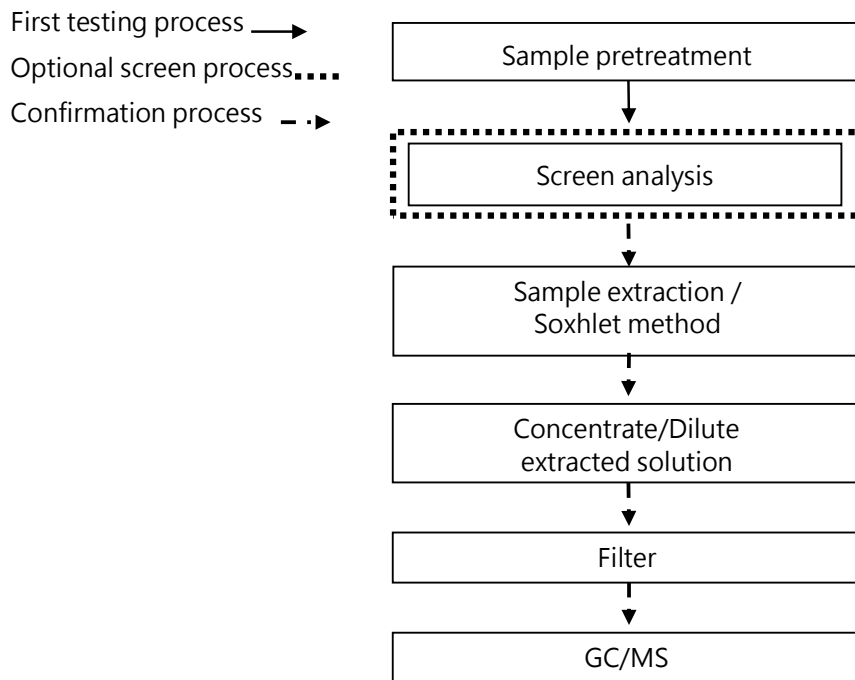 First testing process
Optional screen process
Confirmation process
Sample pretreatment
Screen analysis
Sample extraction /
Soxhlet method
Concentrate/Dilute
extracted solution
Filter
GC/MS